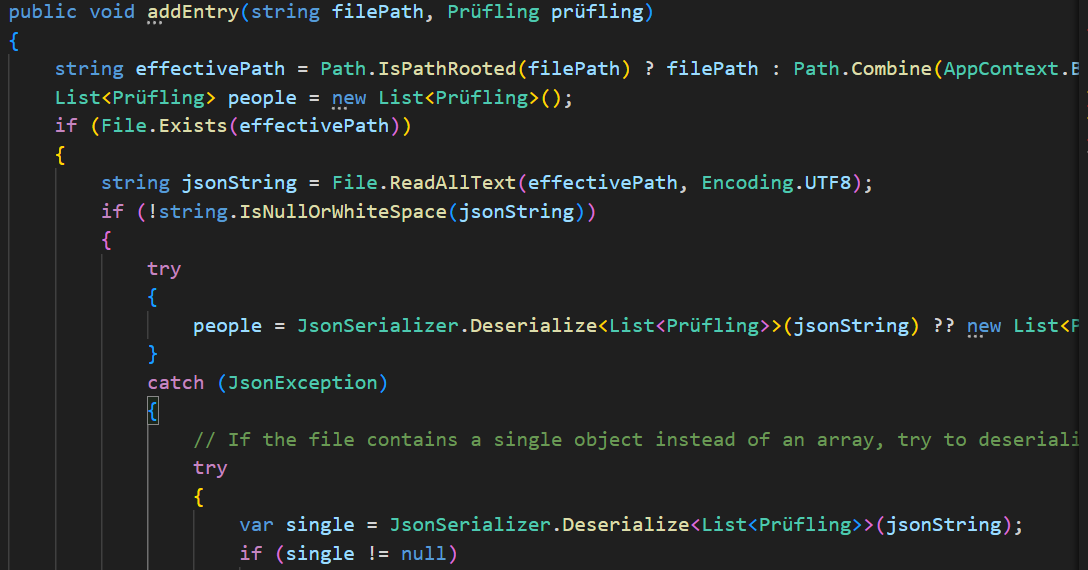 public void addEntry(string filePath, Prüfling prüfling)
{
string effectivePath = Path.IsPathRooted(filePath) ? filePath : Path.Combine(AppContext.B
List<Prüfling> people = new List<Prüfling>();
if (File.Exists(effectivePath))
{
string jsonString = File.ReadAllText(effectivePath, Encoding.UTF8);
if (!string.IsNullOrWhiteSpace(jsonString))
{
try
{
people = JsonSerializer.Deserialize<List<Prüfling>>(jsonString) ?? new List<P
}
catch (JsonException)
{
// If the file contains a single object instead of an array, try to deseriali
try
{
var single = JsonSerializer.Deserialize<List<Prüfling>>(jsonString);
if (single != null)